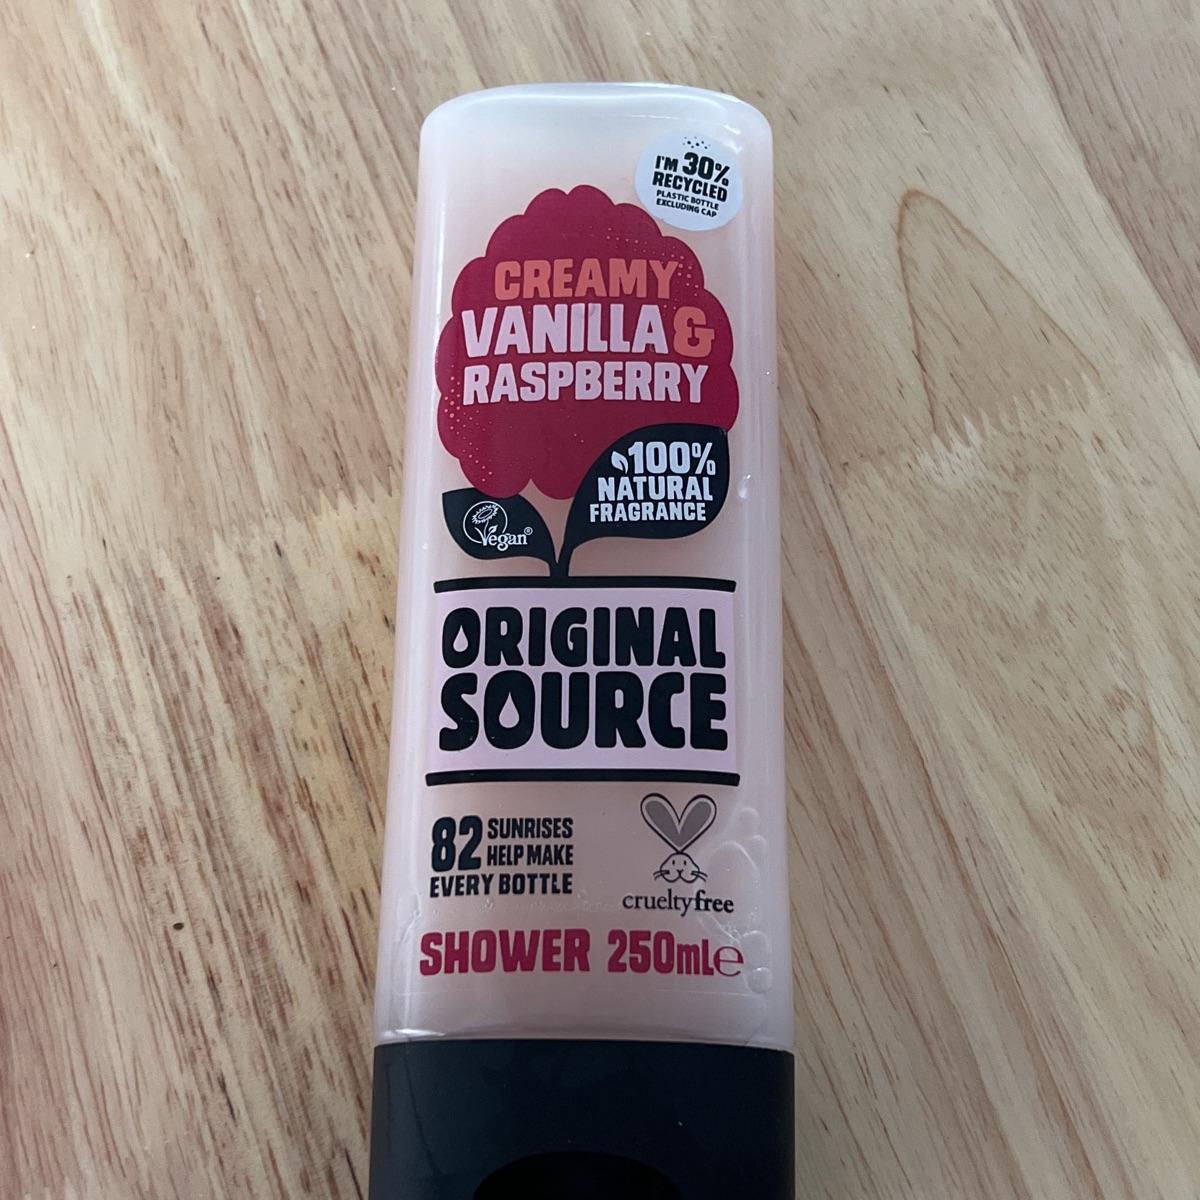 I'M 30%
RECYCLED
PLASTIC BOTTLE
EXCLUDING CAP
CREAMY
VANILLA &
RASPBERRY
100%
NATURAL
FRAGRANCE
Vegan®
ORIGINAL
SOURCE
82 SUNRISES
HELP MAKE
EVERY BOTTLE
crueltyfree
SHOWER 250mLe